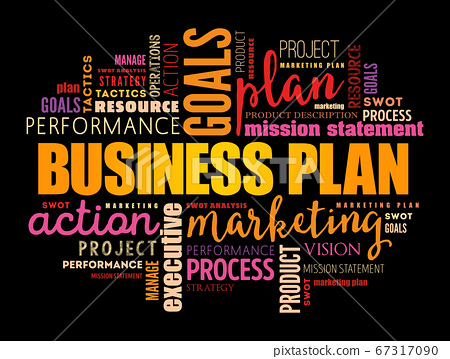 MANAGE
SWOT ANALYSIS
STRATEGY
TACTICS
OPERATIONS
ACTION
GOALS
PRODUCT
RESOURCE
PROJECT
MARKETING PLAN
RESOURCE
GOALS
plan
GOALS
TACTICS
RESOURCE
plan
marketing
SWOT
PROCESS
PRODUCT DESCRIPTION
PERFORMANCE
mission statement
BUSINESS PLAN
SWOT
MARKETING
SWOT ANALYSIS
MARKETING
MARKETING PLAN
action
executive
marketing
SWOT
GOALS
PROJECT
MANAGE
PERFORMANCE
PRODUCT
VISION
PERFORMANCE
PROCESS
MISSION STATEMENT
MISSION STATEMENT
STRATEGY
SWOT
marketing plan
PIXTA
© stocker - 67317090